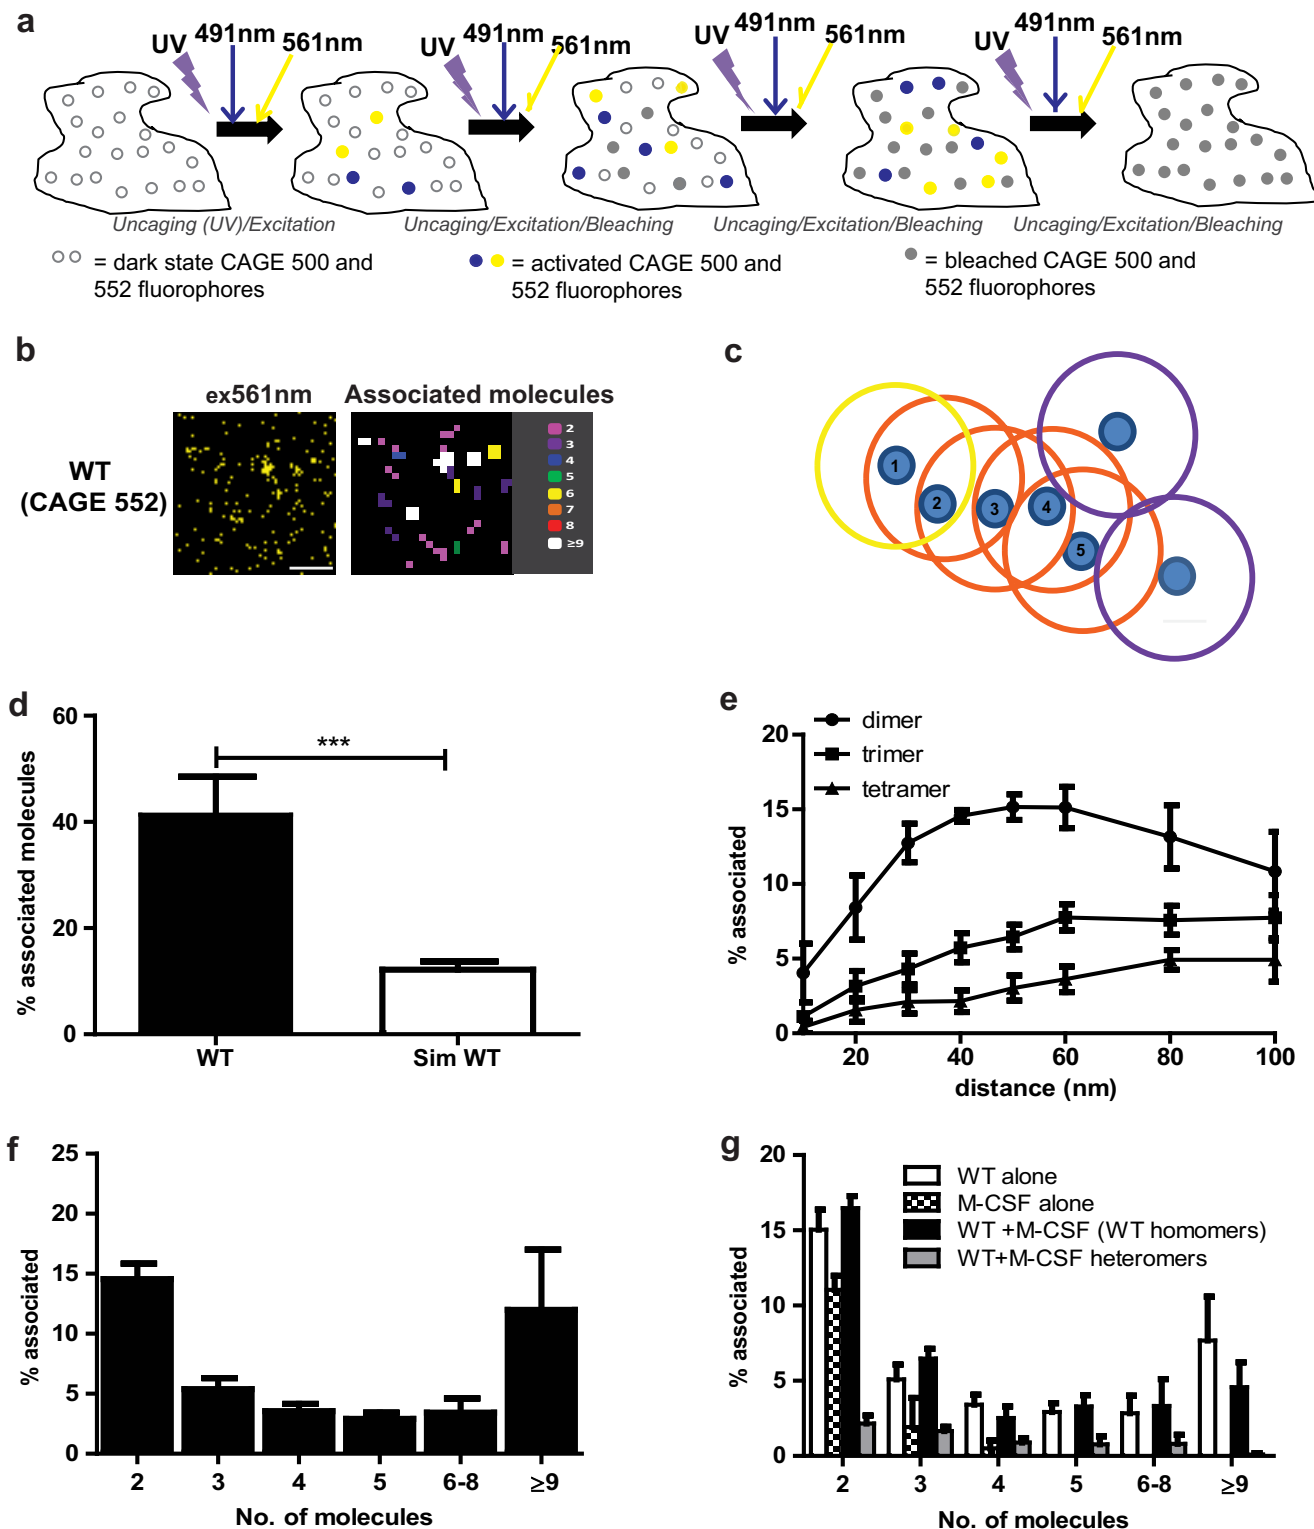 a
UV 491nm 561nm
UV 491nm 561nm
UV 491nm 561nm
UV 491nm 561nm
Uncaging (UV)/Excitation
Uncaging/Excitation/Bleaching
Uncaging/Excitation/Bleaching
Uncaging/Excitation/Bleaching
= dark state CAGE 500 and
552 fluorophores
= activated CAGE 500 and
552 fluorophores
= bleached CAGE 500 and
552 fluorophores
b
ex561nm
Associated molecules
WT
(CAGE 552)
2
3
4
5
6
7
8
≥9
c
1
2
3
4
5
d
% associated molecules
60
40
20
0
***
WT
Sim WT
e
dimer
trimer
tetramer
% associated
20
15
10
5
0
20 40 60 80 100
distance (nm)
f
% associated
25
20
15
10
5
0
2 3 4 5 6-8 ≥9
No. of molecules
g
WT alone
M-CSF alone
WT +M-CSF (WT homomers)
WT+M-CSF heteromers
% associated
20
15
10
5
0
2 3 4 5 6-8 ≥9
No. of molecules